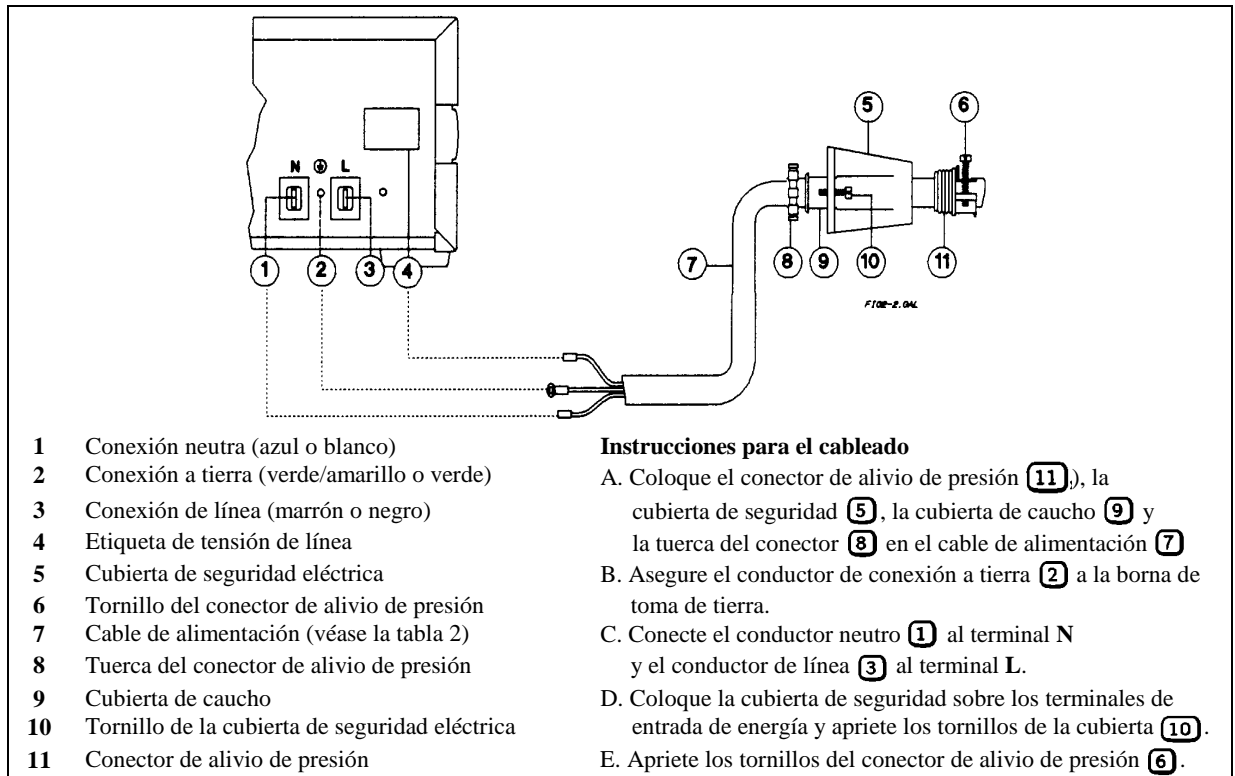 N ⏚ L
5 6
1 2 3 4
7 8 9 10 11
FIG2-2.GAL
1 Conexión neutra (azul o blanco)
2 Conexión a tierra (verde/amarillo o verde)
3 Conexión de línea (marrón o negro)
4 Etiqueta de tensión de línea
5 Cubierta de seguridad eléctrica
6 Tornillo del conector de alivio de presión
7 Cable de alimentación (véase la tabla 2)
8 Tuerca del conector de alivio de presión
9 Cubierta de caucho
10 Tornillo de la cubierta de seguridad eléctrica
11 Conector de alivio de presión
Instrucciones para el cableado
A. Coloque el conector de alivio de presión 11), la
cubierta de seguridad 5, la cubierta de caucho 9 y
la tuerca del conector 8 en el cable de alimentación 7
B. Asegure el conductor de conexión a tierra 2 a la borna de
toma de tierra.
C. Conecte el conductor neutro 1 al terminal N
y el conductor de línea 3 al terminal L.
D. Coloque la cubierta de seguridad sobre los terminales de
entrada de energía y apriete los tornillos de la cubierta 10.
E. Apriete los tornillos del conector de alivio de presión 6.